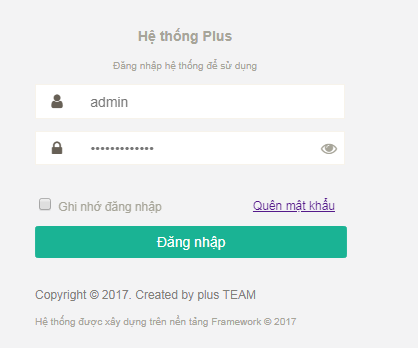 Hệ thống Plus
Đăng nhập hệ thống để sử dụng
admin
•••••••••••••
Ghi nhớ đăng nhập Quên mật khẩu
Đăng nhập
Copyright © 2017. Created by plus TEAM
Hệ thống được xây dựng trên nền tảng Framework © 2017